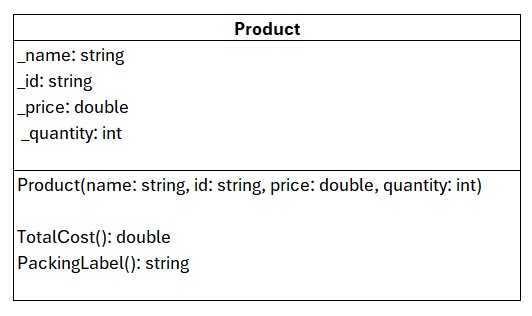 Product
_name: string
_id: string
_price: double
_quantity: int
Product(name: string, id: string, price: double, quantity: int)
TotalCost(): double
PackingLabel(): string